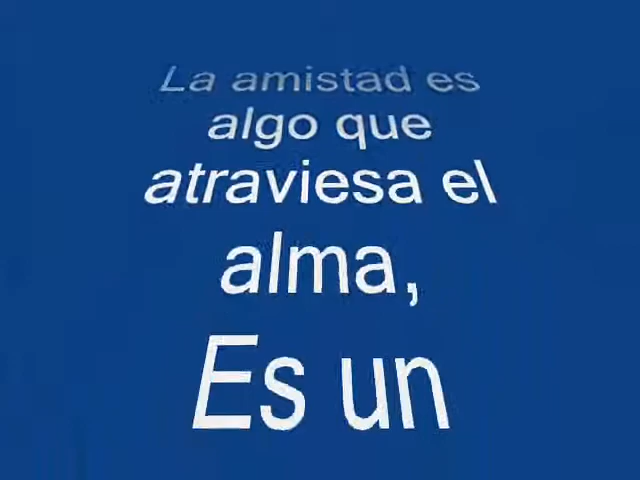 La amistad es
algo que
atraviesa el
alma,
Es un